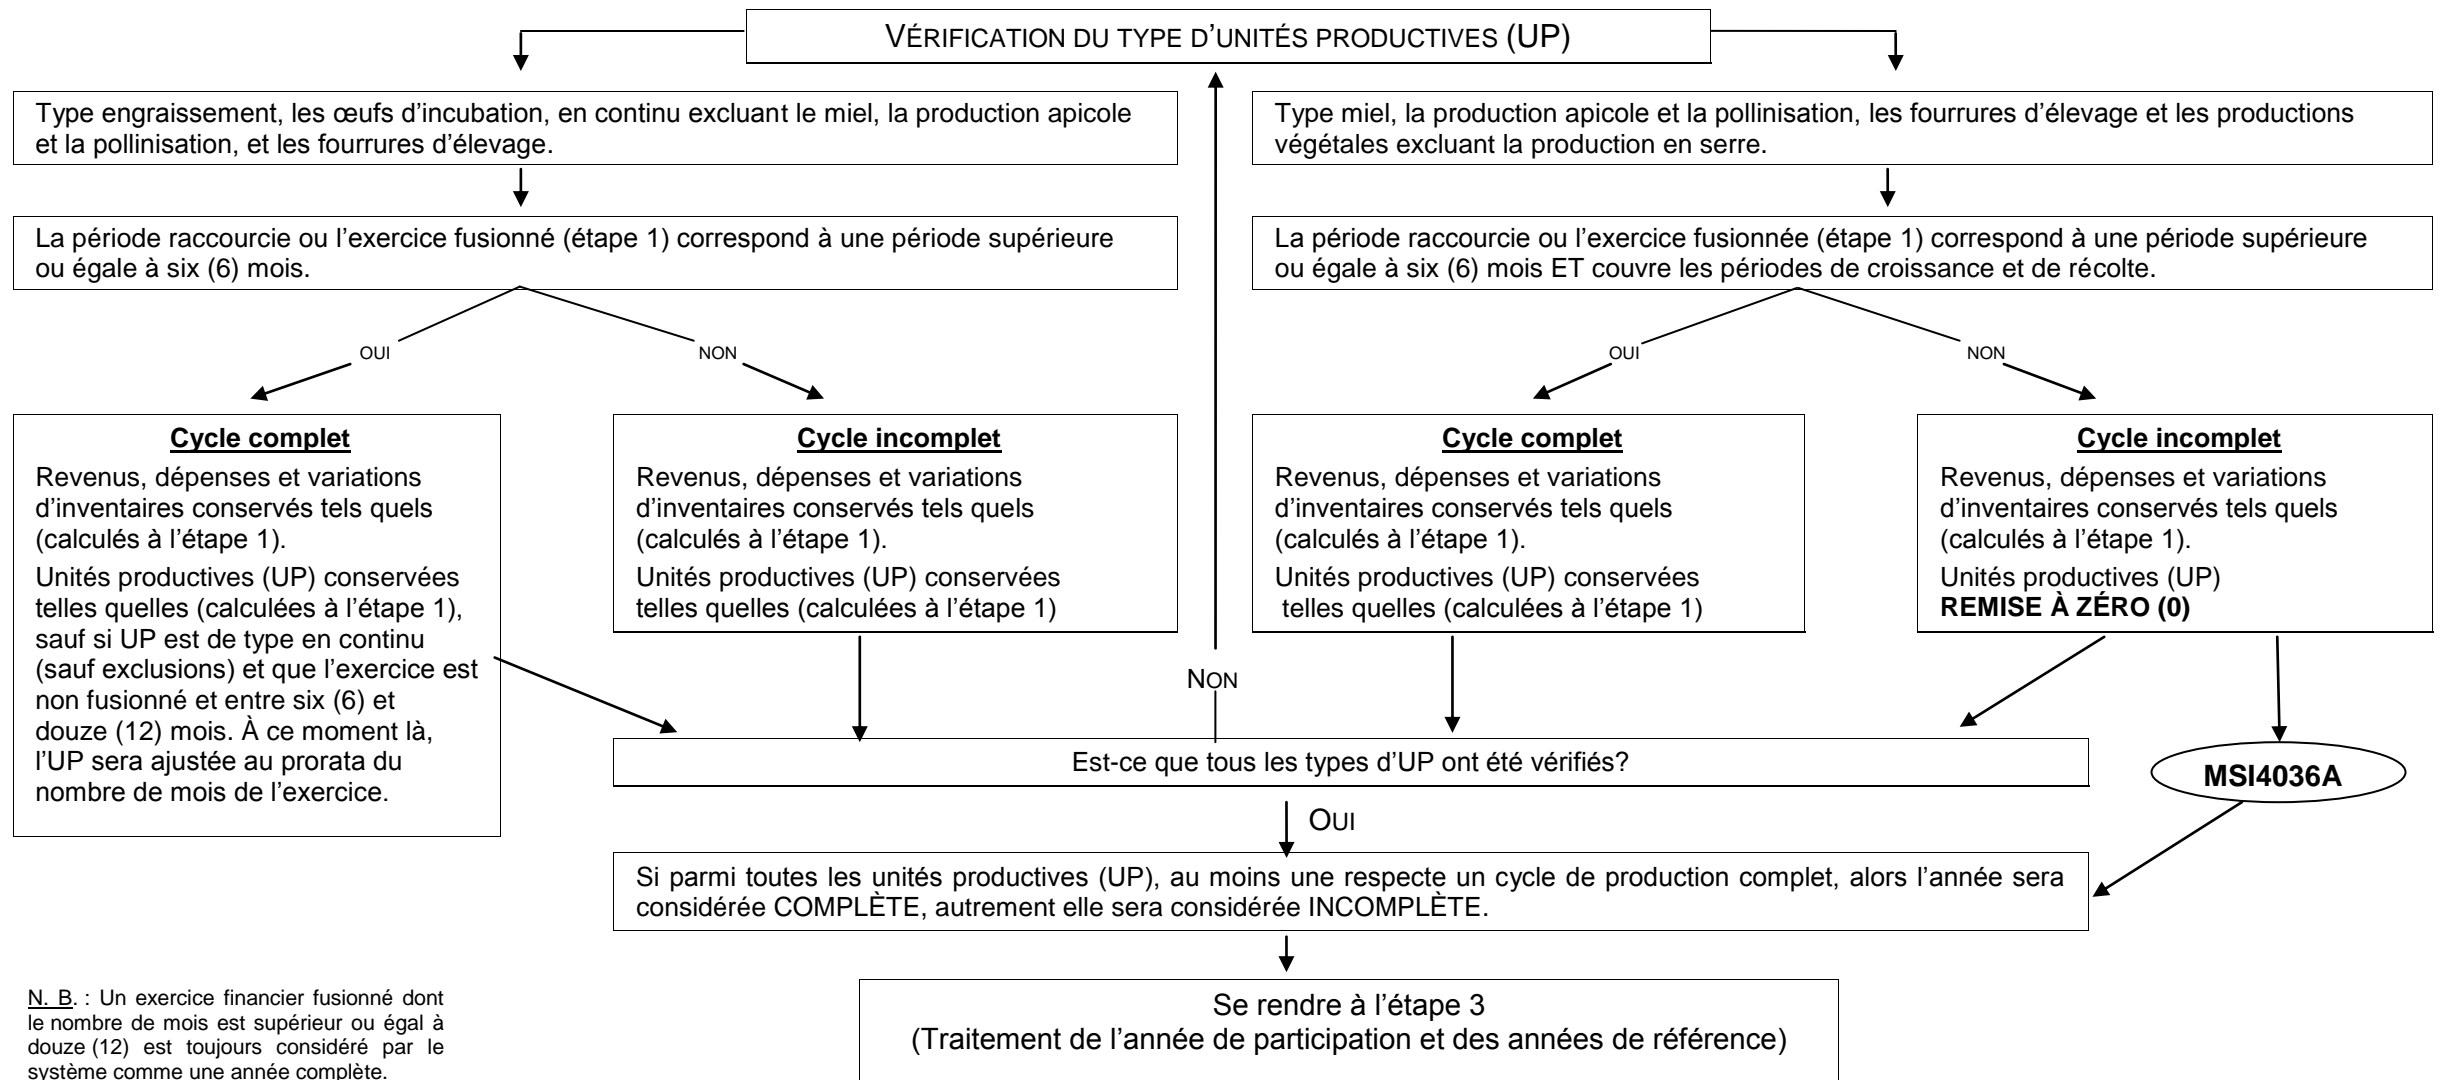 VÉRIFICATION DU TYPE D’UNITÉS PRODUCTIVES (UP)
Type engraissement, les œufs d’incubation, en continu excluant le miel, la production apicole
et la pollinisation, et les fourrures d’élevage.
Type miel, la production apicole et la pollinisation, les fourrures d’élevage et les productions
végétales excluant la production en serre.
La période raccourcie ou l’exercice fusionné (étape 1) correspond à une période supérieure
ou égale à six (6) mois.
La période raccourcie ou l’exercice fusionnée (étape 1) correspond à une période supérieure
ou égale à six (6) mois ET couvre les périodes de croissance et de récolte.
OUI
NON
OUI
NON
Cycle complet
Revenus, dépenses et variations
d’inventaires conservés tels quels
(calculés à l’étape 1).
Unités productives (UP) conservées
telles quelles (calculées à l’étape 1),
sauf si UP est de type en continu
(sauf exclusions) et que l’exercice est
non fusionné et entre six (6) et
douze (12) mois. À ce moment là,
l’UP sera ajustée au prorata du
nombre de mois de l’exercice.
Cycle incomplet
Revenus, dépenses et variations
d’inventaires conservés tels quels
(calculés à l’étape 1).
Unités productives (UP) conservées
telles quelles (calculées à l’étape 1)
Cycle complet
Revenus, dépenses et variations
d’inventaires conservés tels quels
(calculés à l’étape 1).
Unités productives (UP) conservées
telles quelles (calculées à l’étape 1)
Cycle incomplet
Revenus, dépenses et variations
d’inventaires conservés tels quels
(calculés à l’étape 1).
Unités productives (UP)
REMISE À ZÉRO (0)
NON
Est-ce que tous les types d’UP ont été vérifiés?
MSI4036A
OUI
Si parmi toutes les unités productives (UP), au moins une respecte un cycle de production complet, alors l’année sera
considérée COMPLÈTE, autrement elle sera considérée INCOMPLÈTE.
Se rendre à l’étape 3
(Traitement de l’année de participation et des années de référence)
N. B. : Un exercice financier fusionné dont
le nombre de mois est supérieur ou égal à
douze (12) est toujours considéré par le
système comme une année complète.